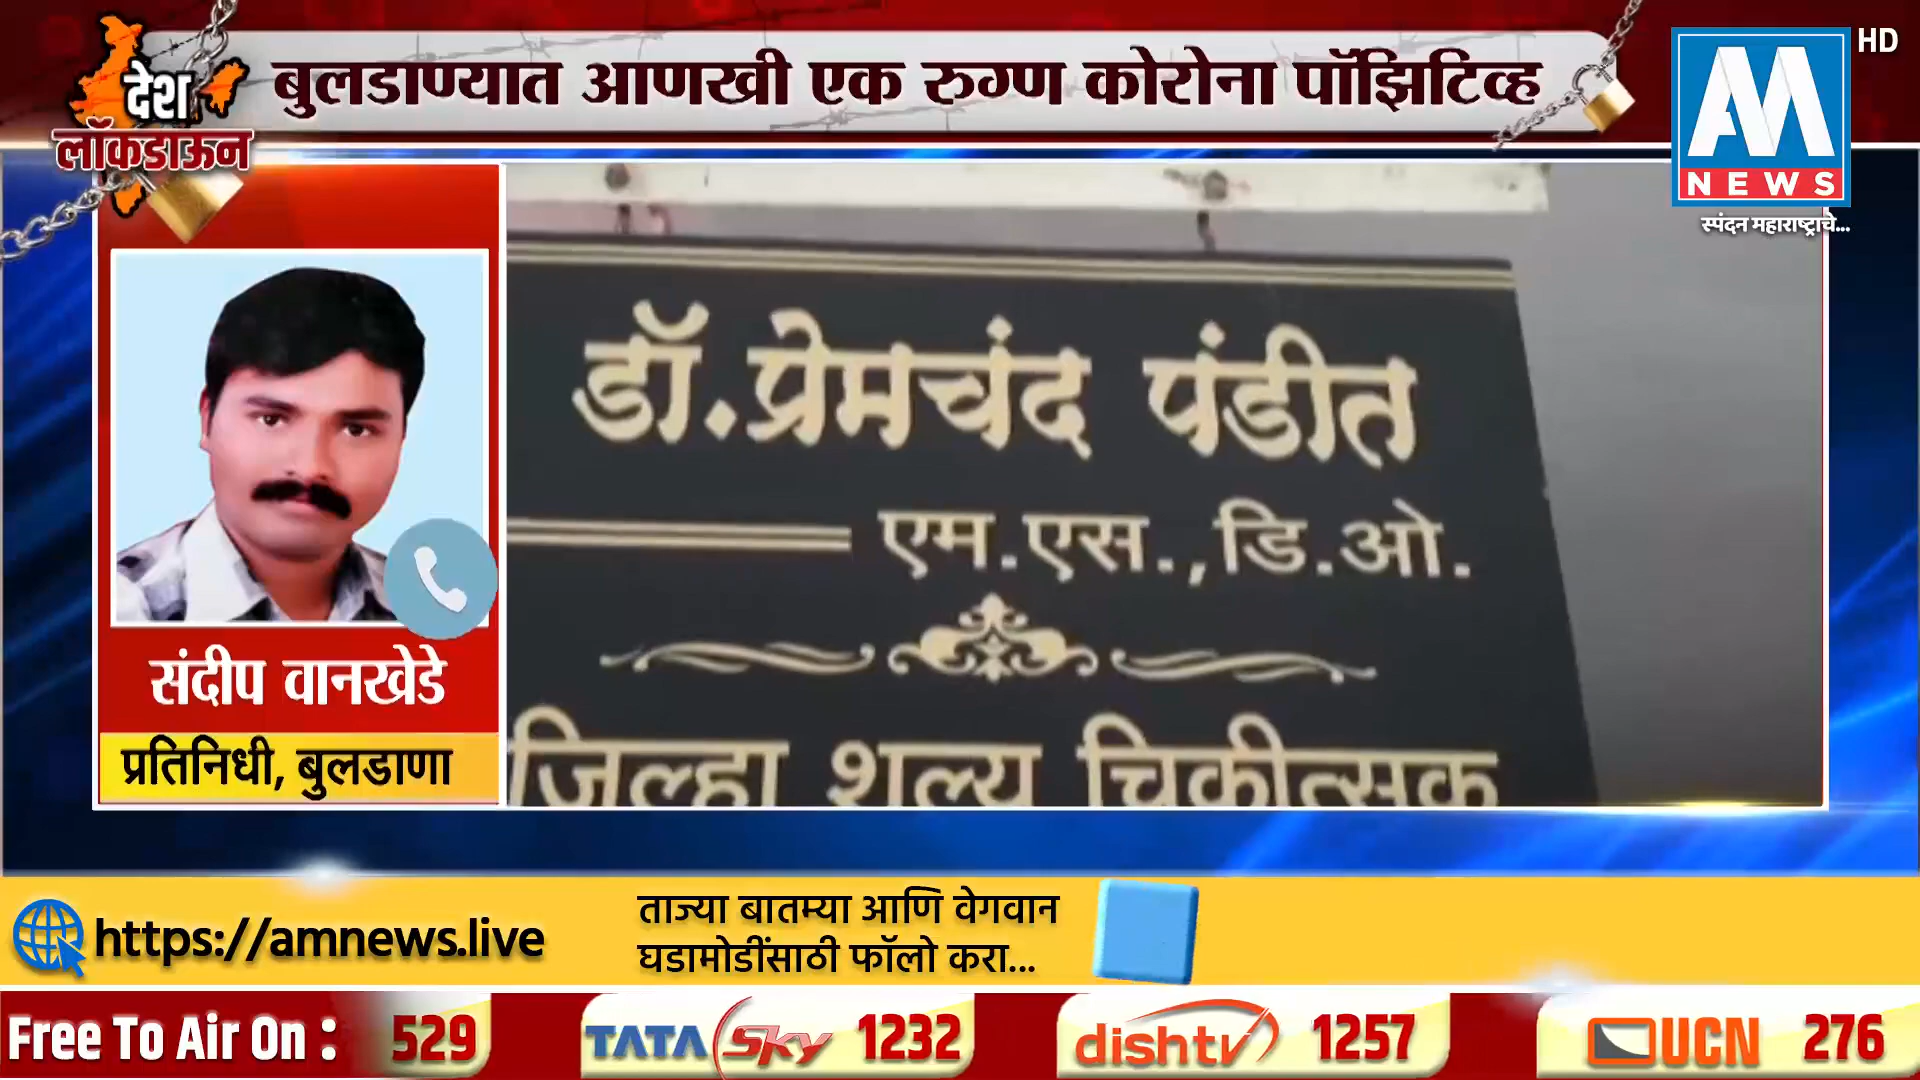 देश
लॉकडाऊन
बुलडाण्यात आणखी एक रुग्ण कोरोना पॉझिटिव्ह
HD
AM
NEWS
स्पंदन महाराष्ट्राचे...
डॉ.प्रेमचंद पंडीत
एम.एस.,डि.ओ.
जिल्हा शल्य चिकीत्सक
संदीप वानखेडे
प्रतिनिधी, बुलडाणा
https://amnews.live
ताज्या बातम्या आणि वेगवान
घडामोडींसाठी फॉलो करा...
Free To Air On : 529 TATA Sky 1232 dishtv 1257 UCN 276